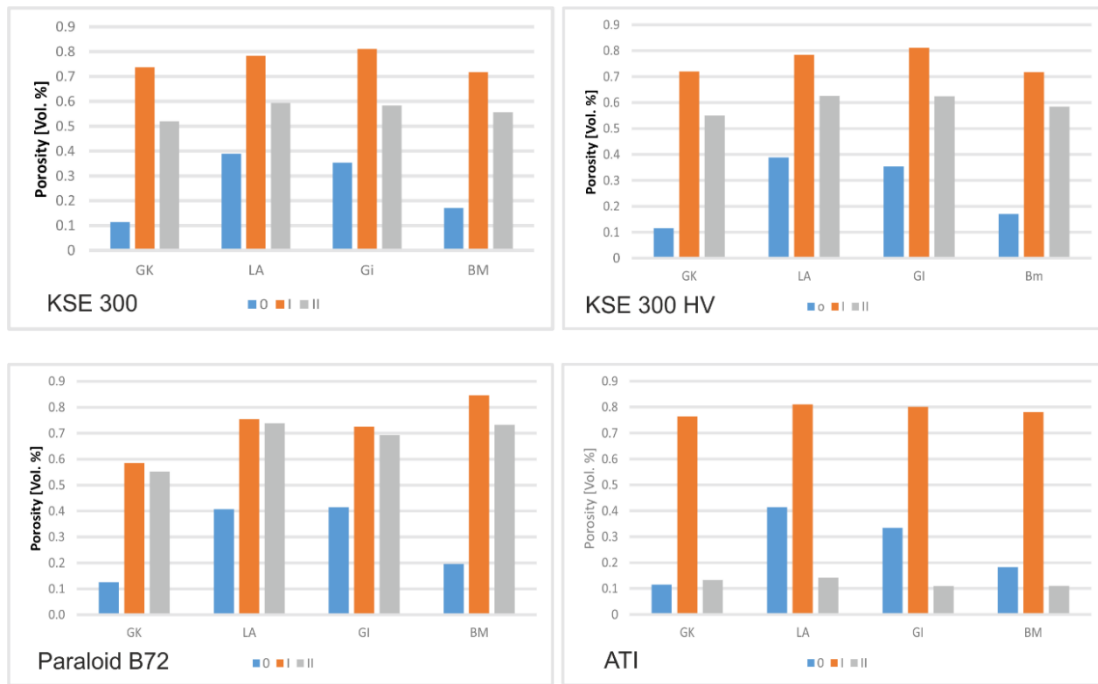 Porosity [Vol. %]
0.9
0.8
0.7
0.6
0.5
0.4
0.3
0.2
0.1
0
GK LA Gi BM
KSE 300
0 I II
Porosity [Vol. %]
0.9
0.8
0.7
0.6
0.5
0.4
0.3
0.2
0.1
0
GK LA GI Bm
KSE 300 HV
o I II
Porosity [Vol. %]
0.9
0.8
0.7
0.6
0.5
0.4
0.3
0.2
0.1
0.0
GK LA GI BM
Paraloid B72
0 I II
Porosity [Vol. %]
0.9
0.8
0.7
0.6
0.5
0.4
0.3
0.2
0.1
0
GK LA GI BM
ATI
0 I II